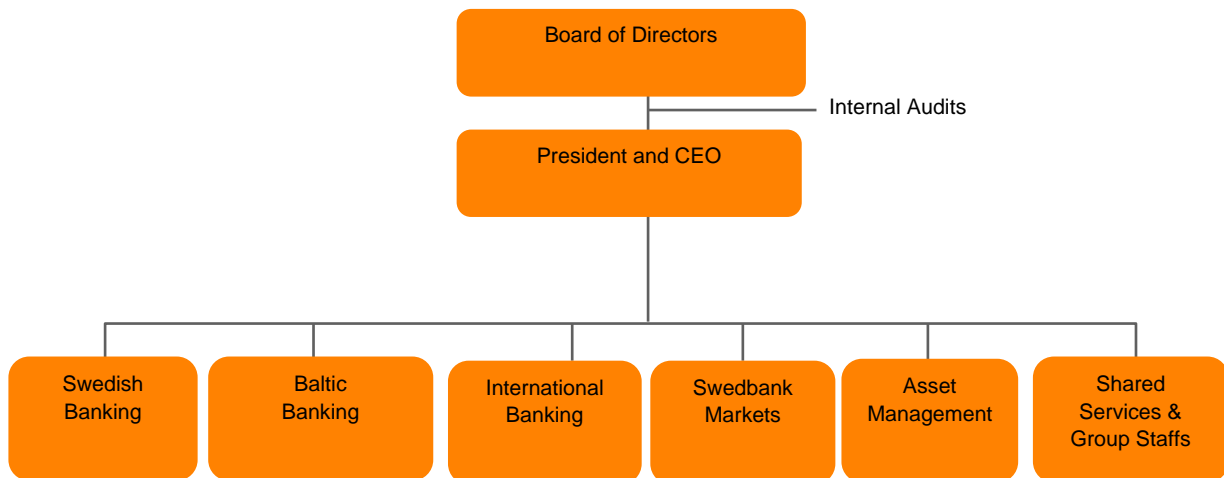 Board of Directors
Internal Audits
President and CEO
Swedish
Banking
Baltic
Banking
International
Banking
Swedbank
Markets
Asset
Management
Shared
Services &
Group Staffs